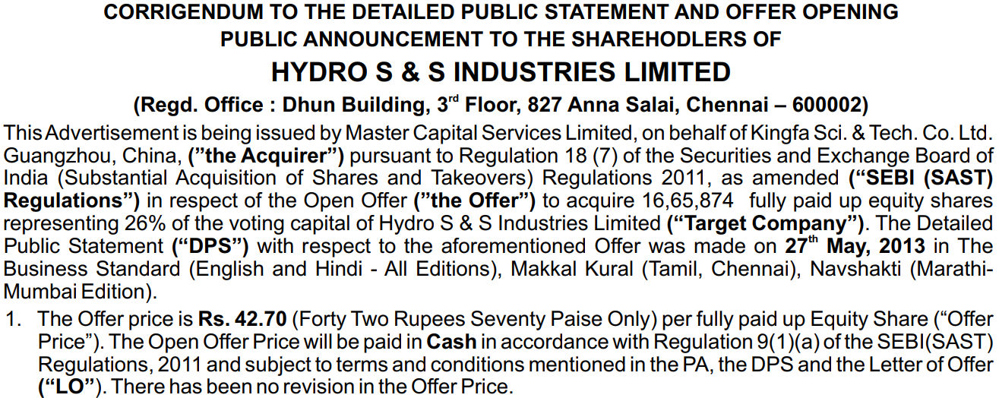 CORRIGENDUM TO THE DETAILED PUBLIC STATEMENT AND OFFER OPENING
PUBLIC ANNOUNCEMENT TO THE SHAREHODLERS OF
HYDRO S & S INDUSTRIES LIMITED
(Regd. Office : Dhun Building, 3rd Floor, 827 Anna Salai, Chennai – 600002)
This Advertisement is being issued by Master Capital Services Limited, on behalf of Kingfa Sci. & Tech. Co. Ltd.
Guangzhou, China, (”the Acquirer”) pursuant to Regulation 18 (7) of the Securities and Exchange Board of
India (Substantial Acquisition of Shares and Takeovers) Regulations 2011, as amended (“SEBI (SAST)
Regulations”) in respect of the Open Offer (”the Offer”) to acquire 16,65,874 fully paid up equity shares
representing 26% of the voting capital of Hydro S & S Industries Limited (“Target Company”). The Detailed
Public Statement (“DPS”) with respect to the aforementioned Offer was made on 27th May, 2013 in The
Business Standard (English and Hindi - All Editions), Makkal Kural (Tamil, Chennai), Navshakti (Marathi-
Mumbai Edition).
1. The Offer price is Rs. 42.70 (Forty Two Rupees Seventy Paise Only) per fully paid up Equity Share (“Offer
Price”). The Open Offer Price will be paid in Cash in accordance with Regulation 9(1)(a) of the SEBI(SAST)
Regulations, 2011 and subject to terms and conditions mentioned in the PA, the DPS and the Letter of Offer
(“LO”). There has been no revision in the Offer Price.